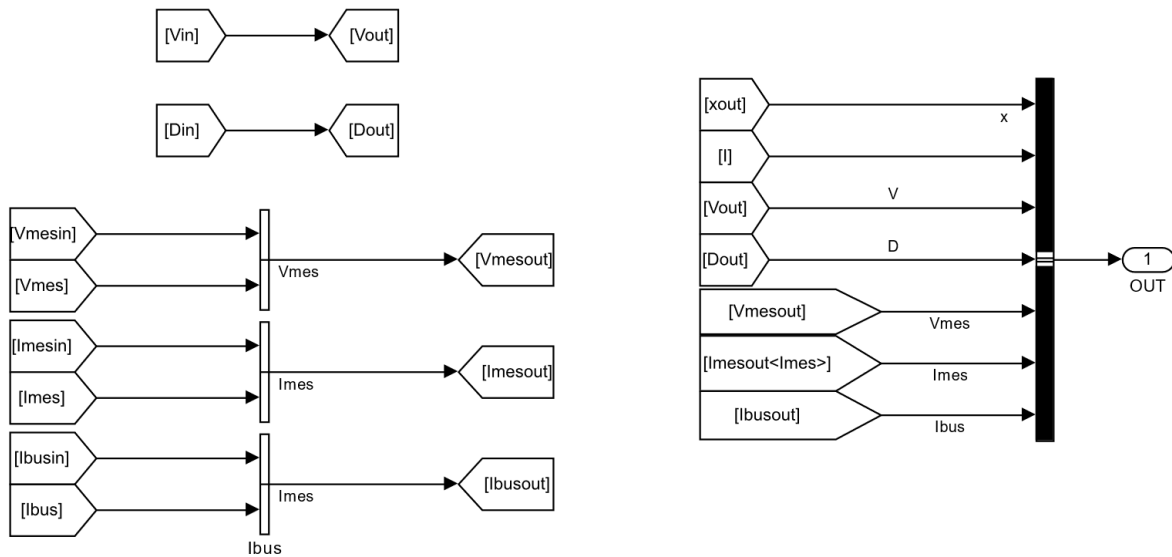 [Vin]
[Vout]
[Din]
[Dout]
[Vmesin]
[Vmes]
Vmes
[Vmesout]
[Imesin]
[Imes]
Imes
[Imesout]
[Ibusin]
[Ibus]
Imes
[Ibusout]
Ibus
[xout]
x
[I]
[Vout]
V
[Dout]
D
[Vmesout]
Vmes
[Imesout<Imes>]
Imes
[Ibusout]
Ibus
1
OUT